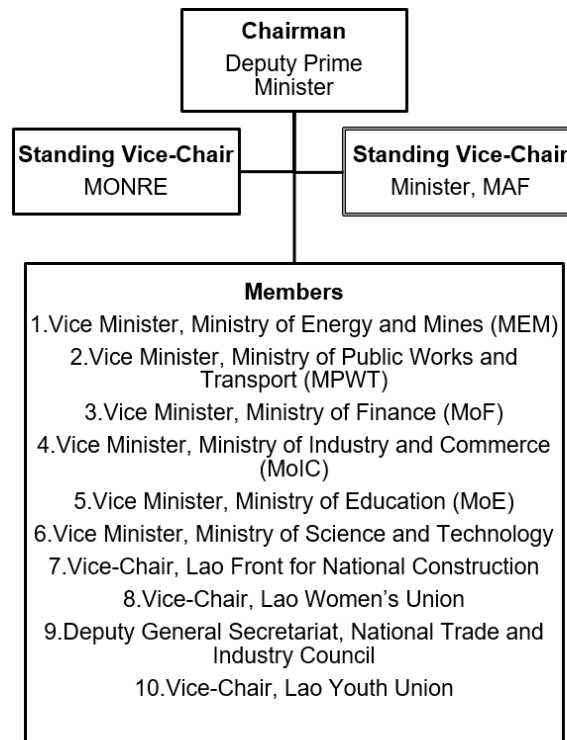 Chairman
Deputy Prime
Minister
Standing Vice-Chair
MONRE
Standing Vice-Chair
Minister, MAF
Members
1.Vice Minister, Ministry of Energy and Mines (MEM)
2.Vice Minister, Ministry of Public Works and
Transport (MPWT)
3.Vice Minister, Ministry of Finance (MoF)
4.Vice Minister, Ministry of Industry and Commerce
(MoIC)
5.Vice Minister, Ministry of Education (MoE)
6.Vice Minister, Ministry of Science and Technology
7.Vice-Chair, Lao Front for National Construction
8.Vice-Chair, Lao Women’s Union
9.Deputy General Secretariat, National Trade and
Industry Council
10.Vice-Chair, Lao Youth Union